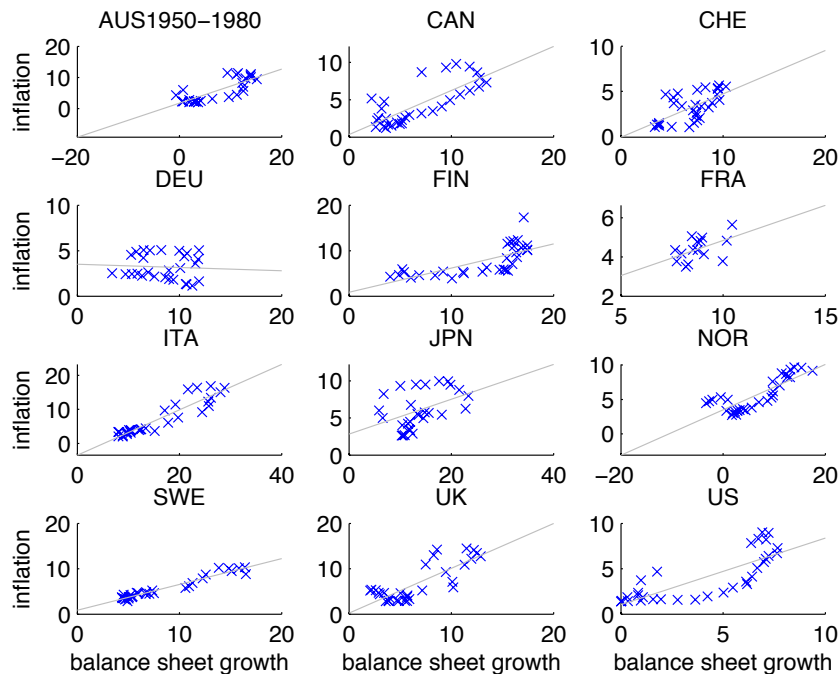 AUS1950−1980 CAN CHE
inflation
20
10
0
−20 0 20
10
5
0
0 10 20
10
5
0
0 10 20
DEU FIN FRA
inflation
10
5
0
0 10 20
20
10
0
0 10 20
6
4
2
5 10 15
ITA JPN NOR
inflation
20
10
0
0 20 40
10
5
0
0 20 40
10
5
0
−20 0 20
SWE UK US
inflation
20
10
0
0 10 20
20
10
0
0 10 20
10
5
0
0 5 10
balance sheet growth balance sheet growth balance sheet growth